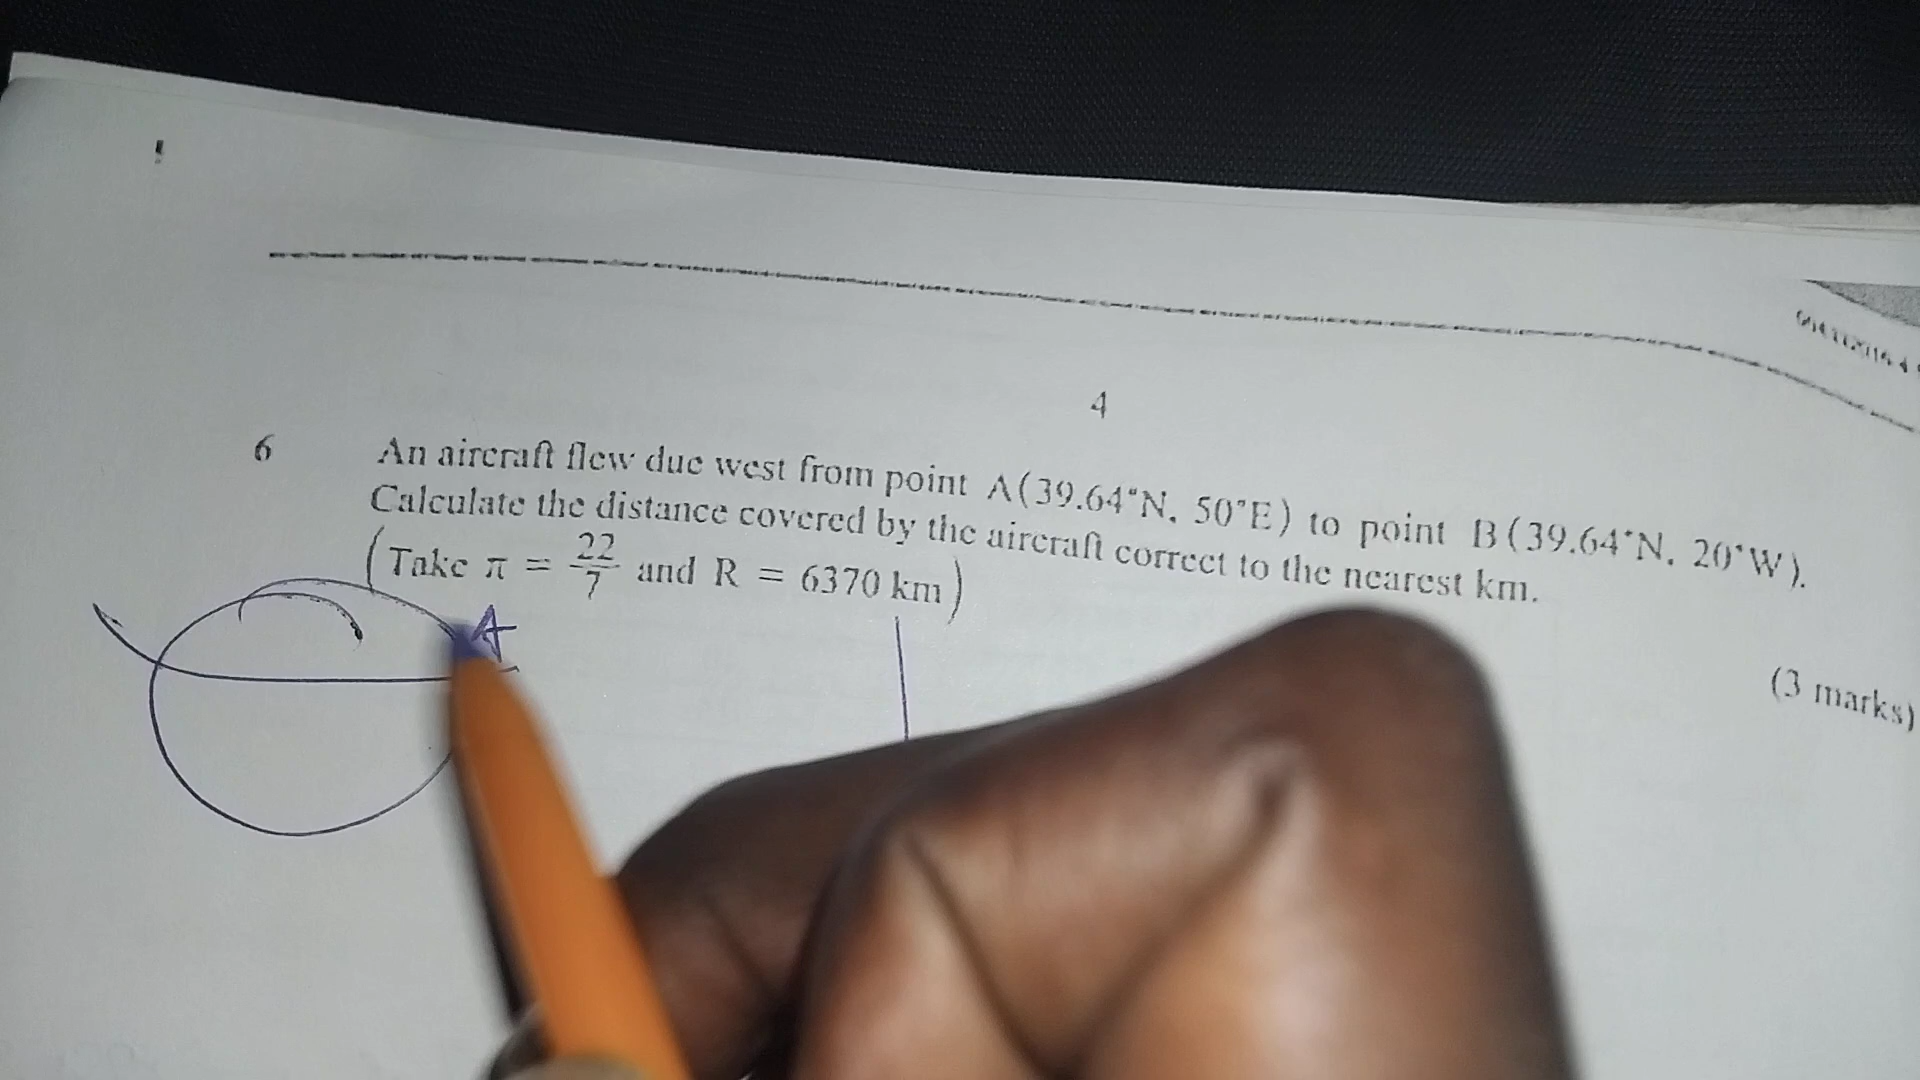 4
6 An aircraft flew due west from point A(39.64°N, 50°E) to point B(39.64°N, 20°W).
Calculate the distance covered by the aircraft correct to the nearest km.
(Take π = 22/7 and R = 6370 km)
A
(3 marks)